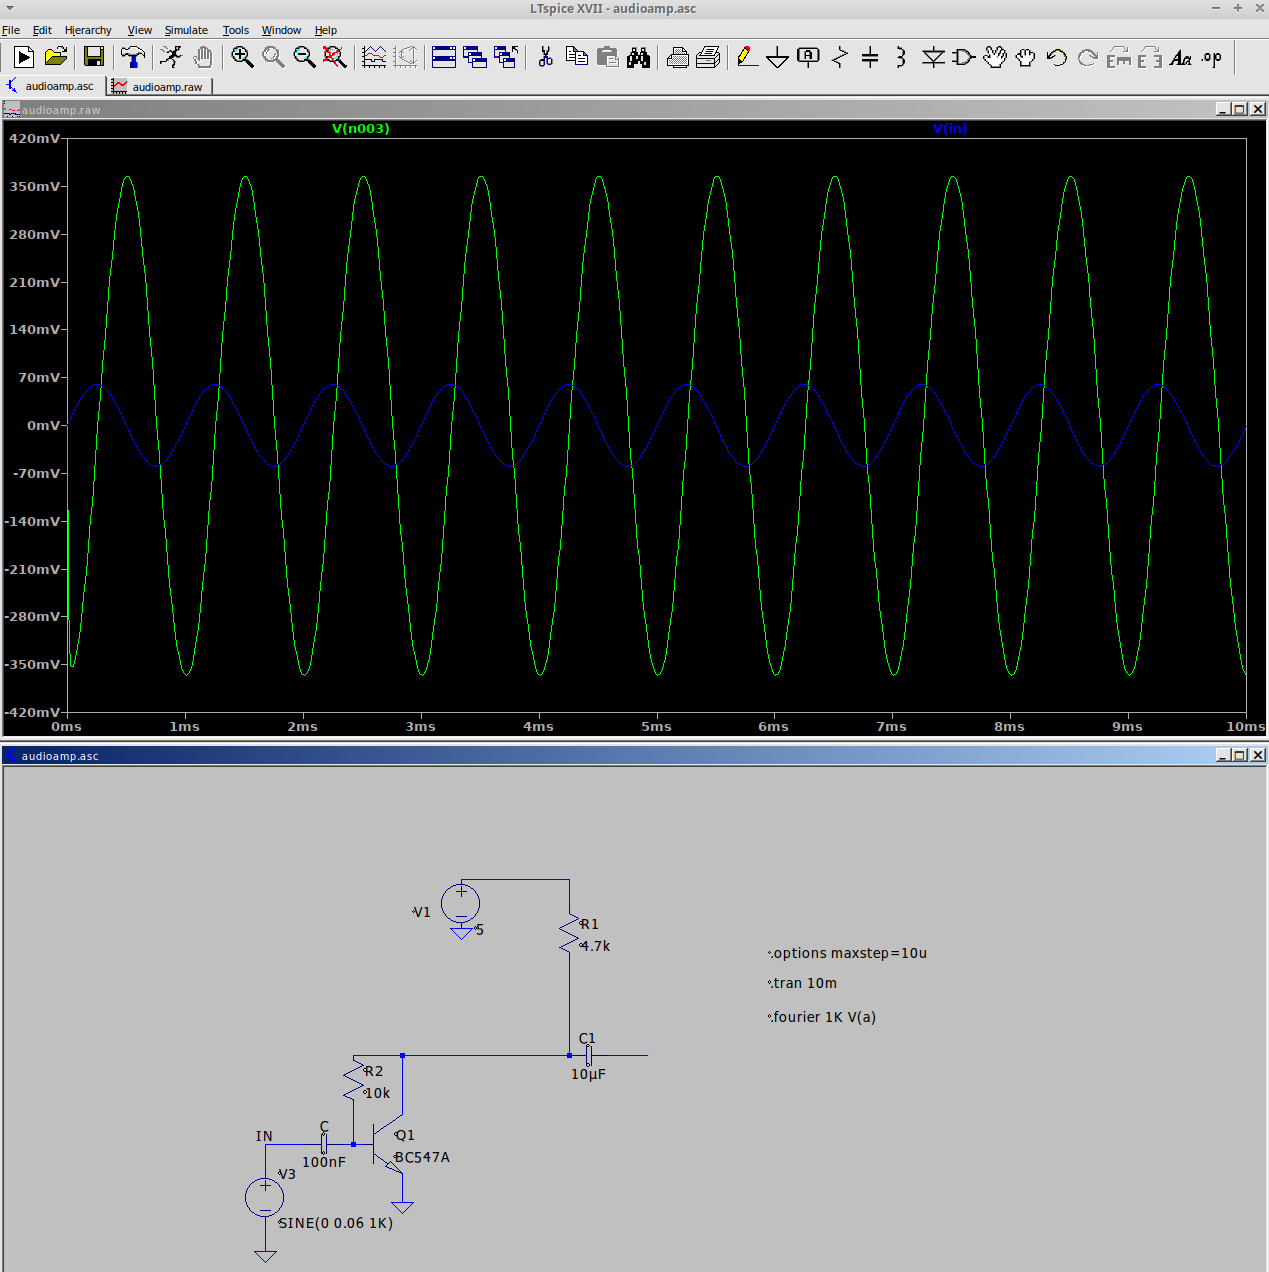 LTspice XVII - audioamp.asc
File Edit Hierarchy View Simulate Tools Window Help
A Aa .op
audioamp.asc audioamp.raw
audioamp.raw
V(n003) V(in)
420mV
350mV
280mV
210mV
140mV
70mV
0mV
-70mV
-140mV
-210mV
-280mV
-350mV
-420mV
0ms 1ms 2ms 3ms 4ms 5ms 6ms 7ms 8ms 9ms 10ms
audioamp.asc
V1
5
R1
4.7k
.options maxstep=10u
.tran 10m
.fourier 1K V(a)
C1
10µF
R2
10k
IN
C
100nF
Q1
BC547A
V3
SINE(0 0.06 1K)